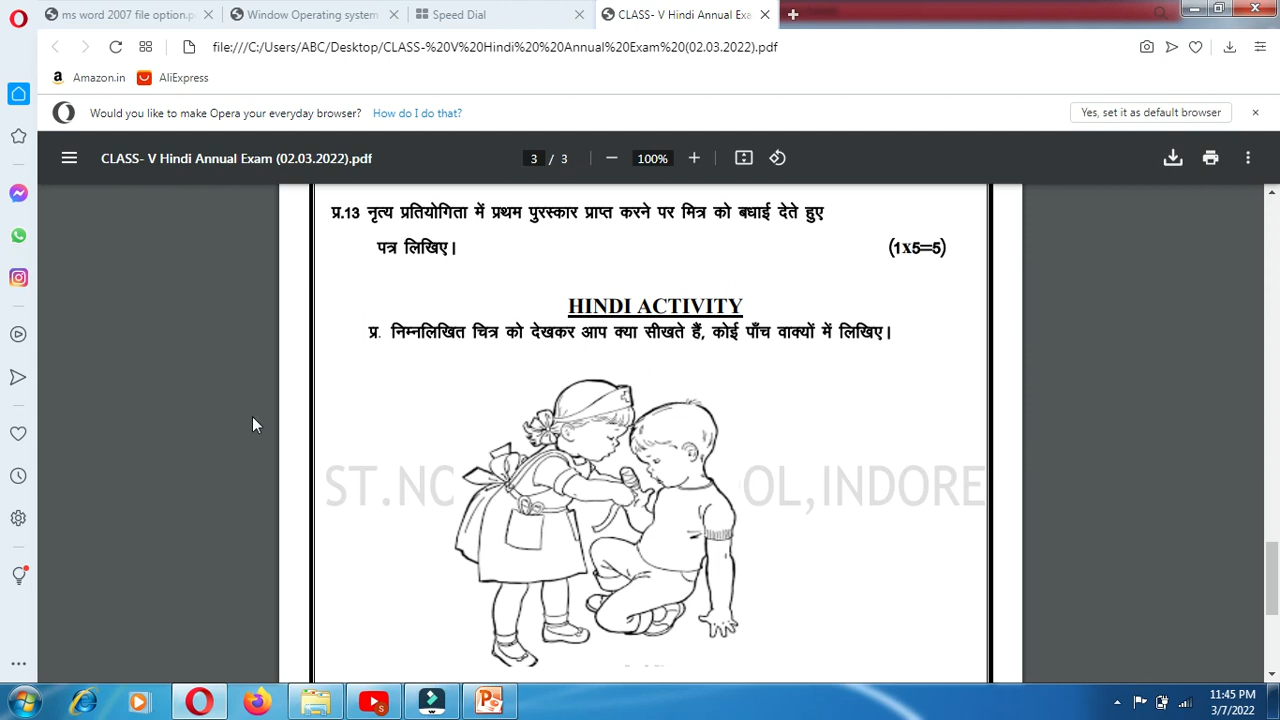 ms word 2007 file option.p
Window Operating system
Speed Dial
CLASS- V Hindi Annual Exa
file:///C:/Users/ABC/Desktop/CLASS-%20V%20Hindi%20%20Annual%20Exam%20(02.03.2022).pdf
Amazon.in
AliExpress
Would you like to make Opera your everyday browser? How do I do that?
Yes, set it as default browser
CLASS- V Hindi Annual Exam (02.03.2022).pdf
3 / 3
100%
प्र.13 नृत्य प्रतियोगिता में प्रथम पुरस्कार प्राप्त करने पर मित्र को बधाई देते हुए
पत्र लिखिए। (1x5=5)
HINDI ACTIVITY
प्र. निम्नलिखित चित्र को देखकर आप क्या सीखते हैं, कोई पाँच वाक्यों में लिखिए।
ST.NC OL,INDORE
11:45 PM
3/7/2022